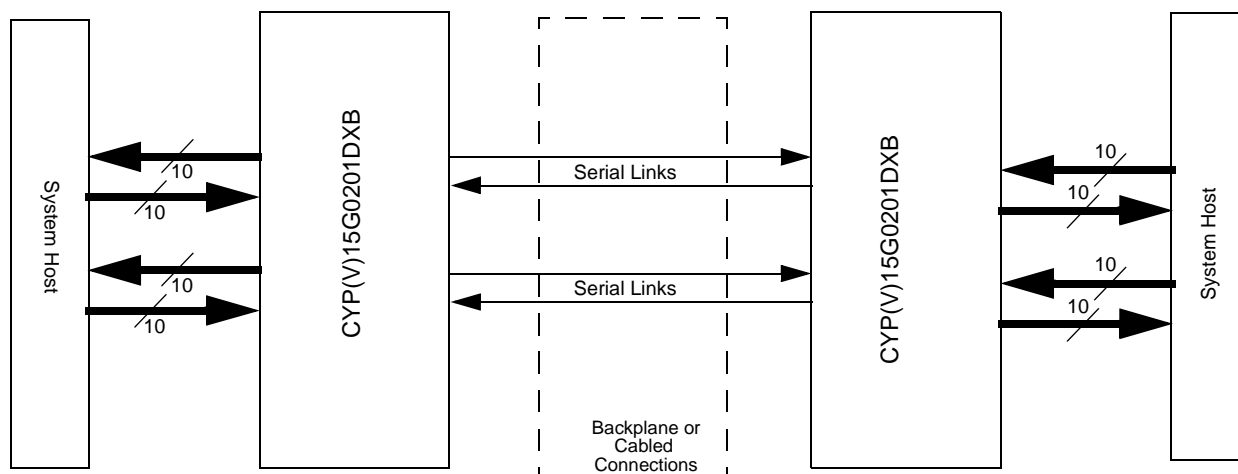 System Host
CYP(V)15G0201DXB
10
10
10
10
Serial Links
Serial Links
Backplane or
Cabled
Connections
CYP(V)15G0201DXB
10
10
10
10
System Host